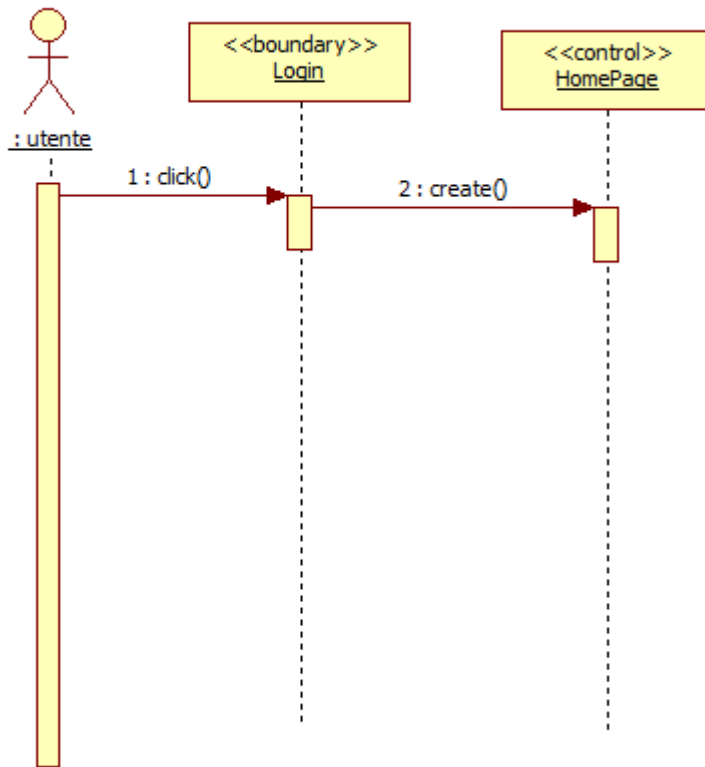 <<boundary>>
Login
<<control>>
HomePage
: utente
1 : click()
2 : create()